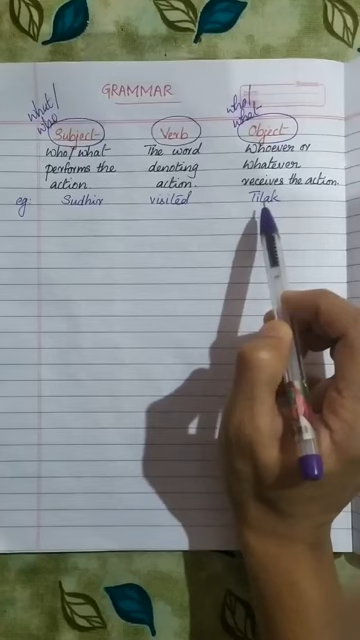 GRAMMAR
what/ who
who/ what
Subject Verb Object
who/ what The word Whoever or
performs the denoting whatever
action action. receives the action.
eg: Sudhir visited Tilak